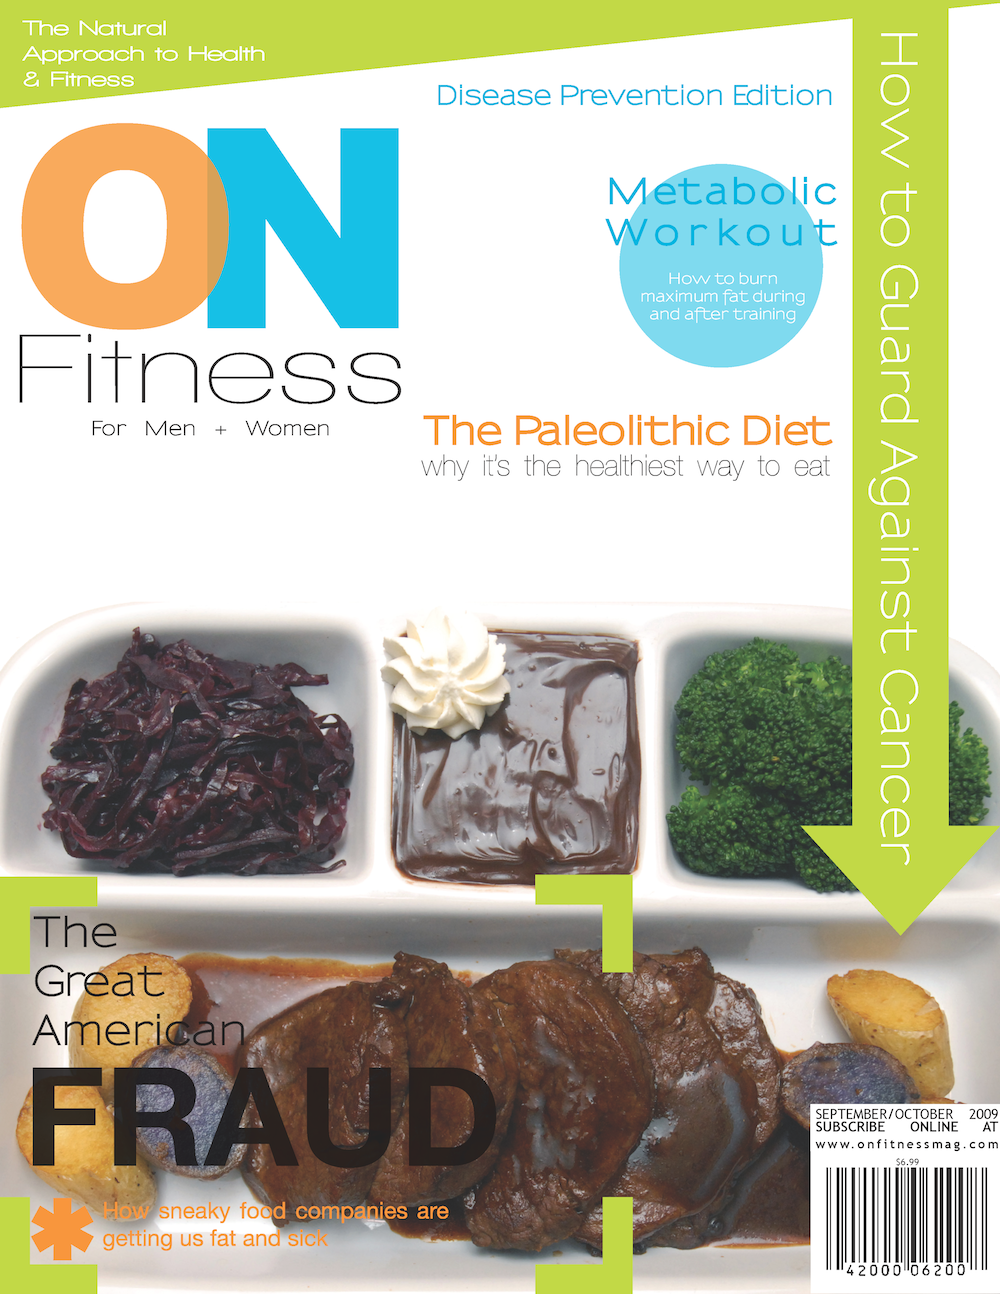 The Natural
Approach to Health
& Fitness
Disease Prevention Edition
ON
Fitness
For Men + Women
Metabolic
Workout
How to burn
maximum fat during
and after training
The Paleolithic Diet
why it's the healthiest way to eat
How to Guard Against Cancer
The
Great
American
FRAUD
How sneaky food companies are
getting us fat and sick
SEPTEMBER/OCTOBER 2009
SUBSCRIBE ONLINE AT
www.onfitnessmag.com
$6.99
42000 06200